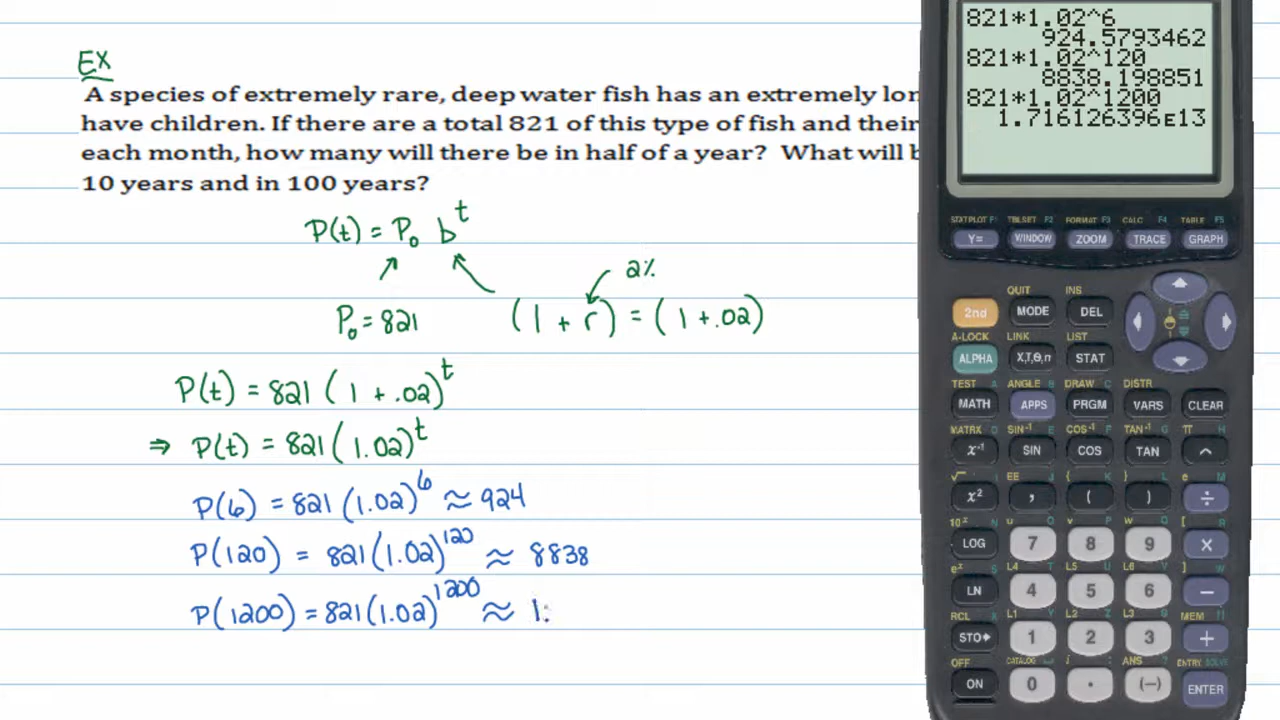 EX
A species of extremely rare, deep water fish has an extremely lon
have children. If there are a total 821 of this type of fish and their
each month, how many will there be in half of a year? What will b
10 years and in 100 years?
P(t) = P₀ b^t
2%
P₀ = 821 (1 + r) = (1 + .02)
P(t) = 821 (1 + .02)^t
⇒ P(t) = 821 (1.02)^t
P(6) = 821 (1.02)^6 ≈ 924
P(120) = 821 (1.02)^120 ≈ 8838
P(1200) = 821 (1.02)^1200 ≈ 1.
821*1.02^6
924.5793462
821*1.02^120
8838.198851
821*1.02^1200
1.716126396E13
STAT PLOT F1 TBLSET F2 FORMAT F3 CALC F4 TABLE F5
Y= WINDOW ZOOM TRACE GRAPH
QUIT INS
2nd MODE DEL
A-LOCK LINK LIST
ALPHA X,T,Θ,n STAT
TEST A ANGLE B DRAW C DISTR
MATH APPS PRGM VARS CLEAR
MATRX D SIN⁻¹ E COS⁻¹ F TAN⁻¹ G π H
x⁻¹ SIN COS TAN ^
√ I EE J { K } L e M
x² , ( ) ÷
10^x N u O v P w Q [ R
LOG 7 8 9 ×
e^x S L4 T L5 U L6 V ] W
LN 4 5 6 −
RCL X L1 Y L2 Z L3 Θ MEM "
STO➧ 1 2 3 +
OFF CATALOG i : ANS ? ENTRY SOLVE
ON 0 . (−) ENTER